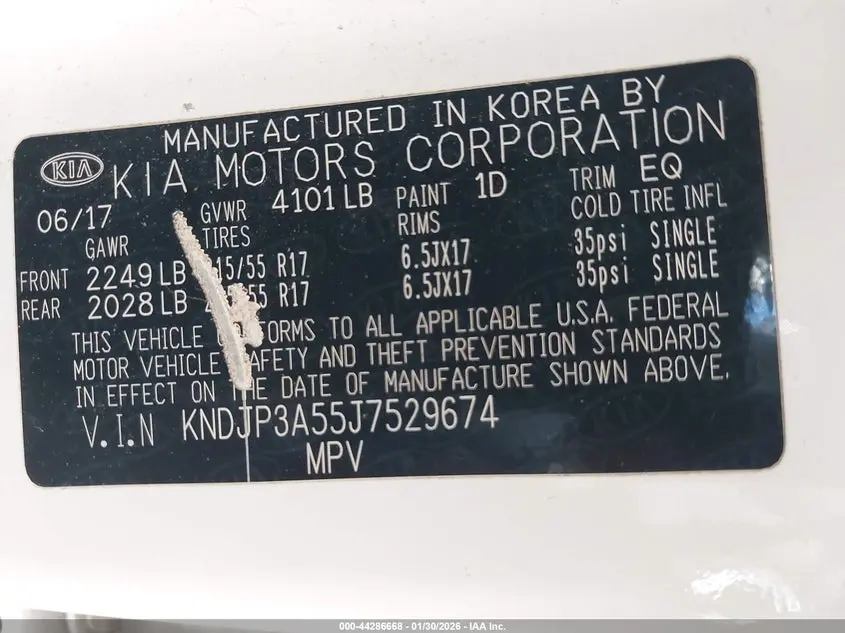 MANUFACTURED IN KOREA BY
KIA KIA MOTORS CORPORATION
06/17 GVWR 4101 LB PAINT 1D TRIM EQ
GAWR TIRES RIMS COLD TIRE INFL
FRONT 2249 LB 15/55 R17 6.5JX17 35psi SINGLE
REAR 2028 LB 55 R17 6.5JX17 35psi SINGLE
THIS VEHICLE TO ALL APPLICABLE U.S.A. FEDERAL
MOTOR VEHICLE AFETY AND THEFT PREVENTION STANDARDS
IN EFFECT ON THE DATE OF MANUFACTURE SHOWN ABOVE.
V.I.N KNDJP3A55J7529674
MPV
000-44286668 - 01/30/2026 - IAA Inc.